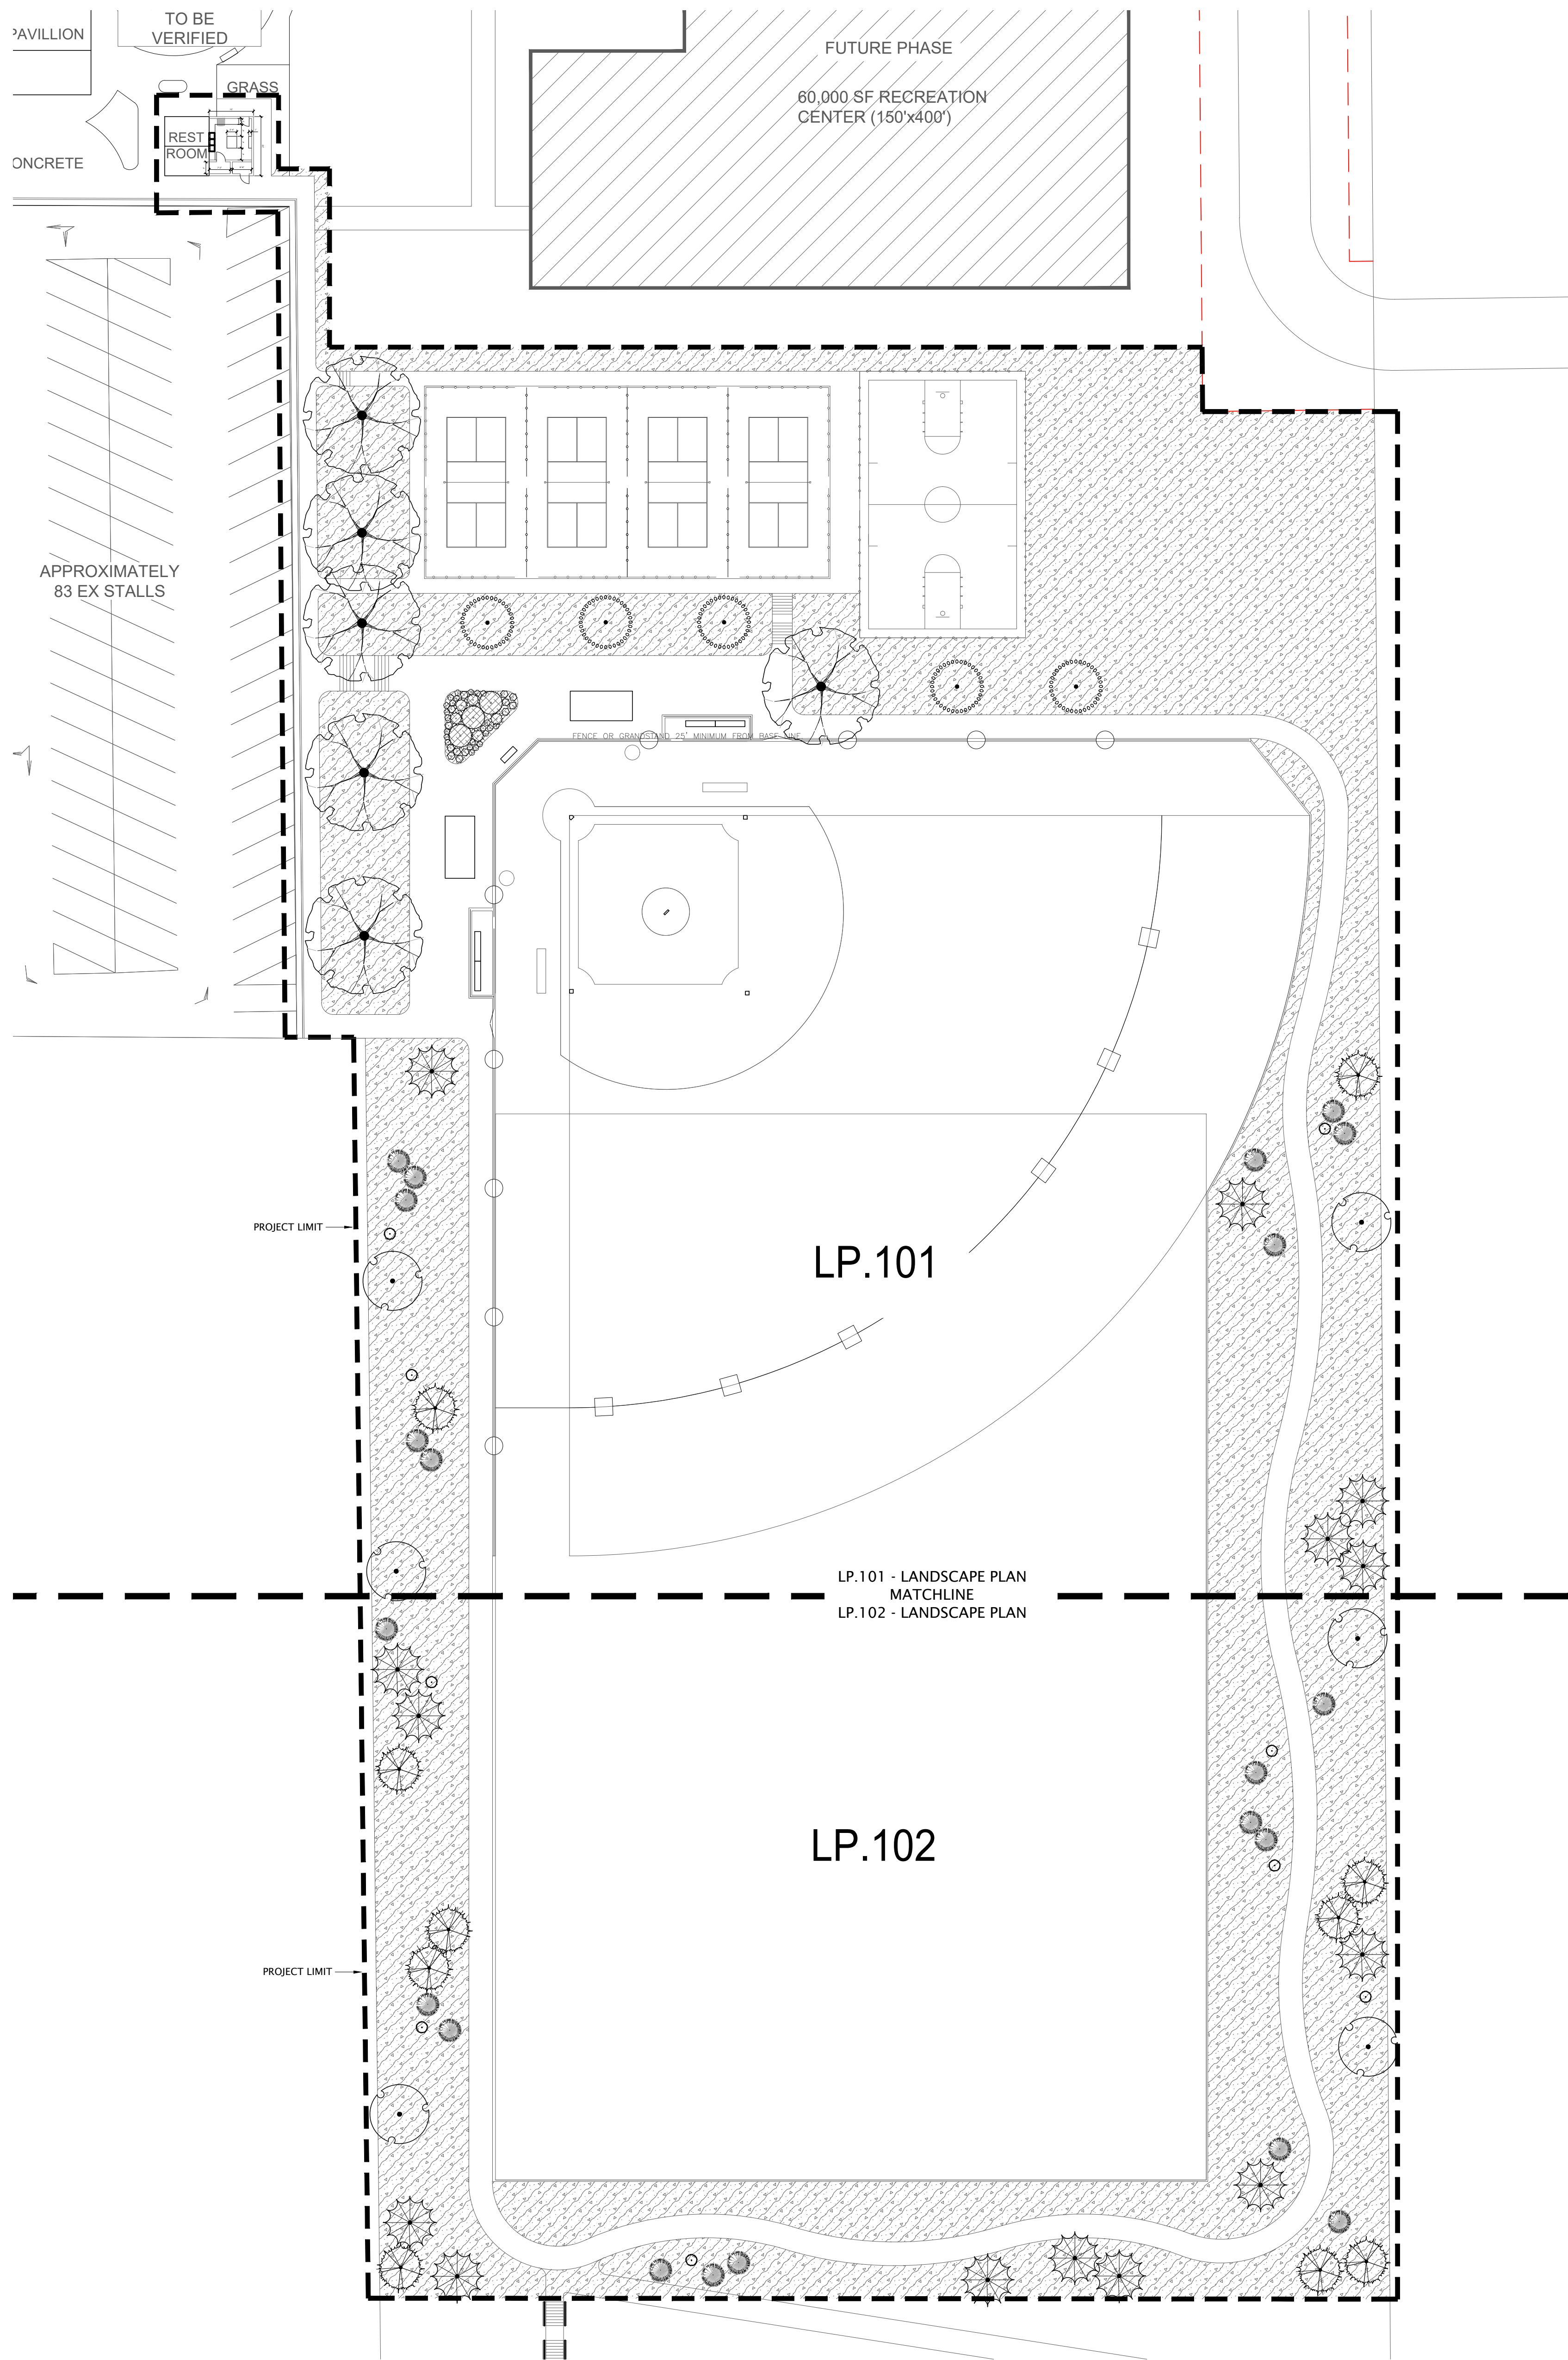 PAVILLION
TO BE
VERIFIED
GRASS
REST
ROOM
ONCRETE
FUTURE PHASE
60,000 SF RECREATION
CENTER (150'x400')
APPROXIMATELY
83 EX STALLS
FENCE OR GRANDSTAND 25' MINIMUM FROM BASE LINE
PROJECT LIMIT
LP.101
LP.101 - LANDSCAPE PLAN
MATCHLINE
LP.102 - LANDSCAPE PLAN
LP.102
PROJECT LIMIT